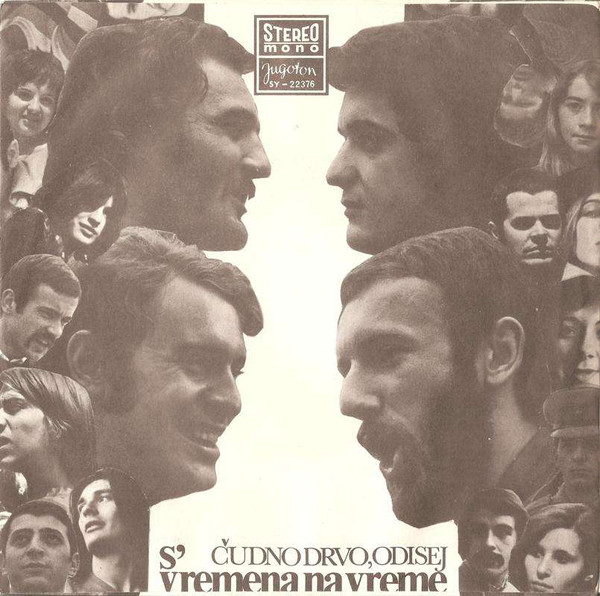 STEREO
mono
Jugoton
SY-22376
ČUDNO DRVO, ODISEJ
S' vremena na vreme